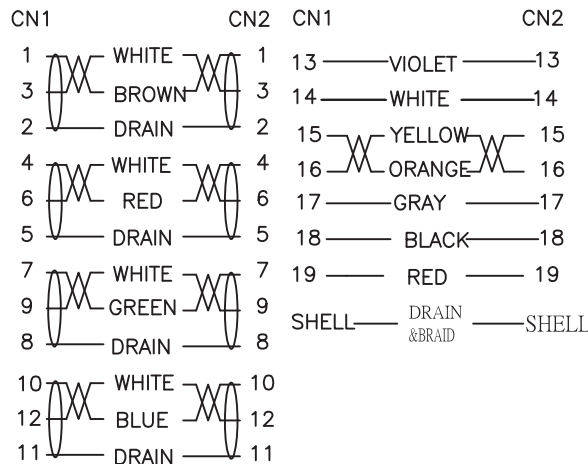 CN1 CN2
1 WHITE 1
3 BROWN 3
2 DRAIN 2
4 WHITE 4
6 RED 6
5 DRAIN 5
7 WHITE 7
9 GREEN 9
8 DRAIN 8
10 WHITE 10
12 BLUE 12
11 DRAIN 11
CN1 CN2
13 VIOLET 13
14 WHITE 14
15 YELLOW 15
16 ORANGE 16
17 GRAY 17
18 BLACK 18
19 RED 19
SHELL DRAIN SHELL
&BRAID